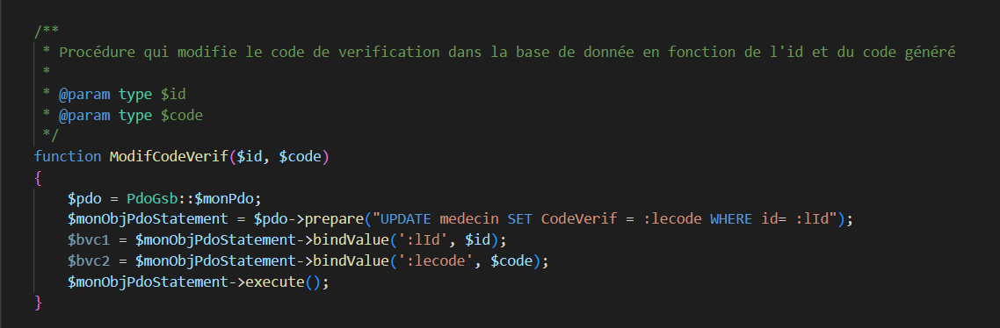 /**
* Procédure qui modifie le code de verification dans la base de donnée en fonction de l'id et du code généré
*
* @param type $id
* @param type $code
*/
function ModifCodeVerif($id, $code)
{
$pdo = PdoGsb::$monPdo;
$monObjPdoStatement = $pdo->prepare("UPDATE medecin SET CodeVerif = :lecode WHERE id= :lId");
$bvc1 = $monObjPdoStatement->bindValue(':lId', $id);
$bvc2 = $monObjPdoStatement->bindValue(':lecode', $code);
$monObjPdoStatement->execute();
}